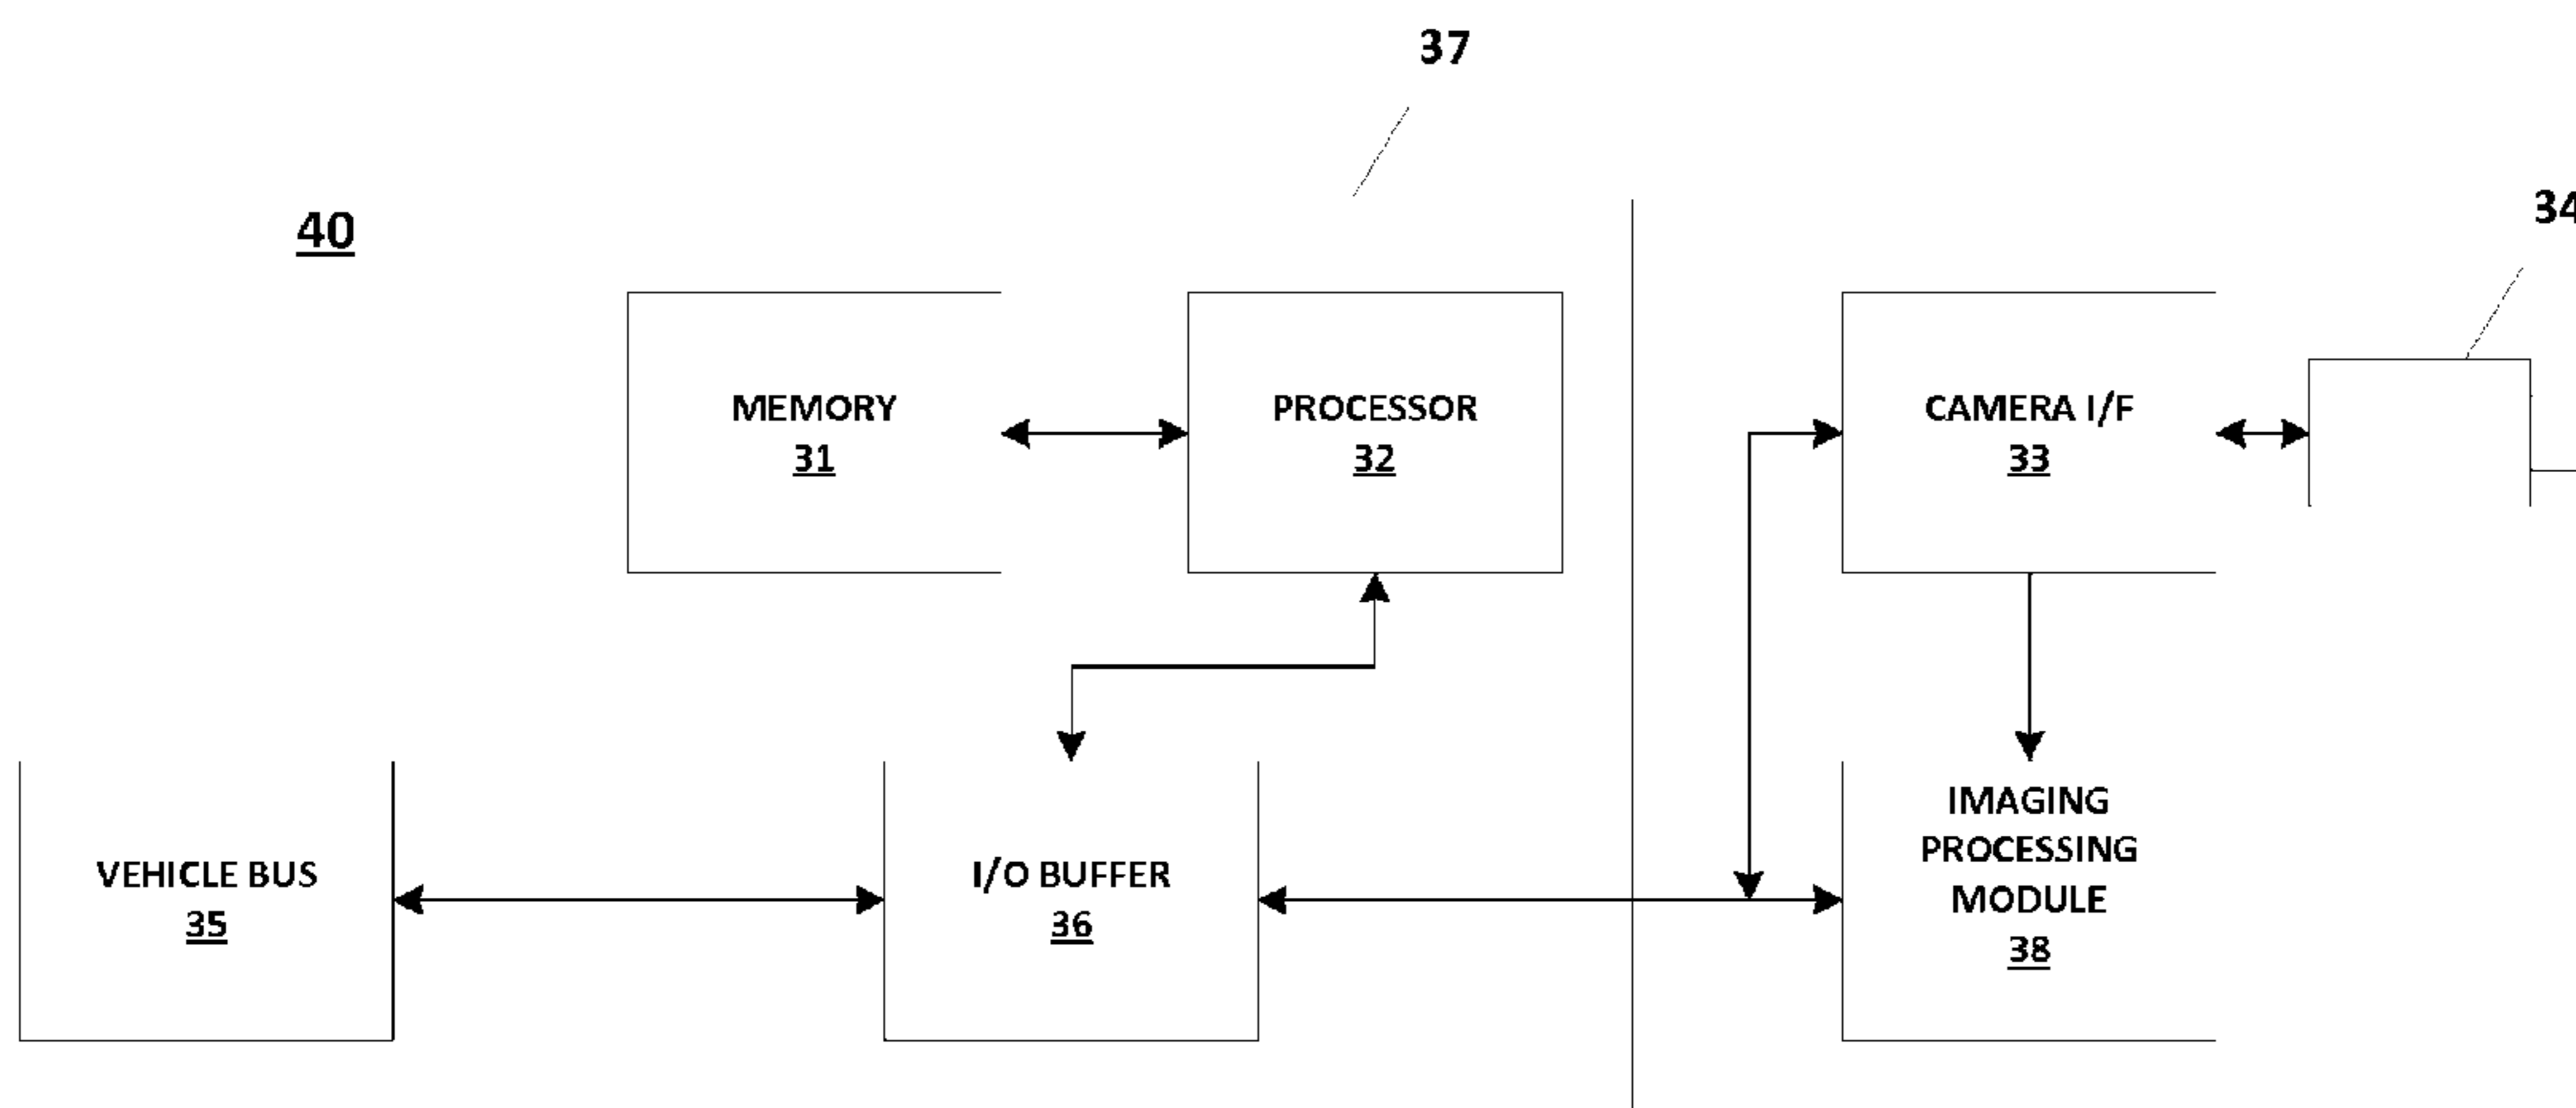 37
40
34
MEMORY
31
PROCESSOR
32
CAMERA I/F
33
VEHICLE BUS
35
I/O BUFFER
36
IMAGING
PROCESSING
MODULE
38